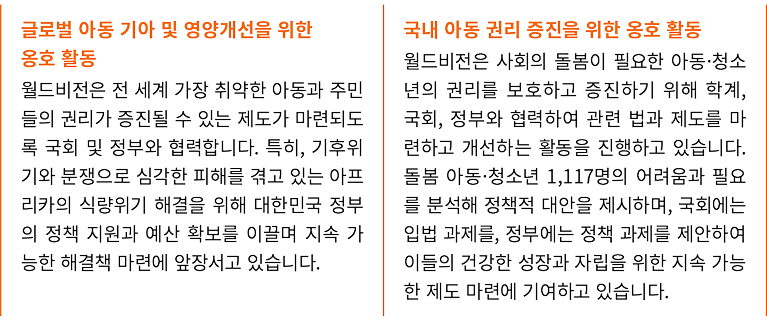 글로벌 아동 기아 및 영양개선을 위한
옹호 활동
월드비전은 전 세계 가장 취약한 아동과 주민
들의 권리가 증진될 수 있는 제도가 마련되도
록 국회 및 정부와 협력합니다. 특히, 기후위
기와 분쟁으로 심각한 피해를 겪고 있는 아프
리카의 식량위기 해결을 위해 대한민국 정부
의 정책 지원과 예산 확보를 이끌며 지속 가
능한 해결책 마련에 앞장서고 있습니다.
국내 아동 권리 증진을 위한 옹호 활동
월드비전은 사회의 돌봄이 필요한 아동·청소
년의 권리를 보호하고 증진하기 위해 학계,
국회, 정부와 협력하여 관련 법과 제도를 마
련하고 개선하는 활동을 진행하고 있습니다.
돌봄 아동·청소년 1,117명의 어려움과 필요
를 분석해 정책적 대안을 제시하며, 국회에는
입법 과제를, 정부에는 정책 과제를 제안하여
이들의 건강한 성장과 자립을 위한 지속 가능
한 제도 마련에 기여하고 있습니다.